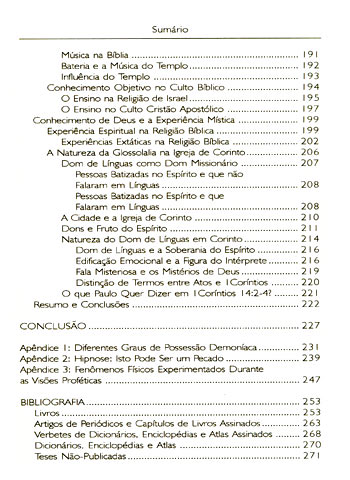 Sumário
Música na Bíblia ........................................ 191
Bateria e a Música do Templo ........................ 192
Influência do Templo ................................... 193
Conhecimento Objetivo no Culto Bíblico .............. 194
O Ensino na Religião de Israel ....................... 195
O Ensino no Culto Cristão Apostólico ............... 197
Conhecimento de Deus e a Experiência Mística ........ 199
Experiência Espiritual na Religião Bíblica ............ 199
Experiências Extáticas na Religião Bíblica ........... 202
A Natureza da Glossolalia na Igreja de Corinto ........ 206
Dom de Línguas como Dom Missionário ............. 207
Pessoas Batizadas no Espírito e que não
Falaram em Línguas ................................... 208
Pessoas Batizadas no Espírito e que
Falaram em Línguas ................................... 208
A Cidade e a Igreja de Corinto ....................... 210
Dons e Fruto do Espírito .............................. 211
Natureza do Dom de Línguas em Corinto ........... 214
Dom de Línguas e a Soberania do Espírito ......... 216
Edificação Emocional e a Figura do Intérprete ..... 216
Fala Misteriosa e os Mistérios de Deus ............. 219
Distinção de Termos entre Atos e 1Coríntios ...... 220
O que Paulo Quer Dizer em 1Coríntios 14:2-4? ...... 221
Resumo e Conclusões ................................... 222
CONCLUSÃO ............................................. 227
Apêndice 1: Diferentes Graus de Possessão Demoníaca ........ 231
Apêndice 2: Hipnose: Isto Pode Ser um Pecado ........ 239
Apêndice 3: Fenômenos Físicos Experimentados Durante
as Visões Proféticas .................................... 247
BIBLIOGRAFIA ........................................... 253
Livros ..................................................... 253
Artigos de Periódicos e Capítulos de Livros Assinados ........ 263
Verbetes de Dicionários, Enciclopédias e Atlas Assinados ..... 268
Dicionários, Enciclopédias e Atlas ..................... 270
Teses Não-Publicadas ................................... 271